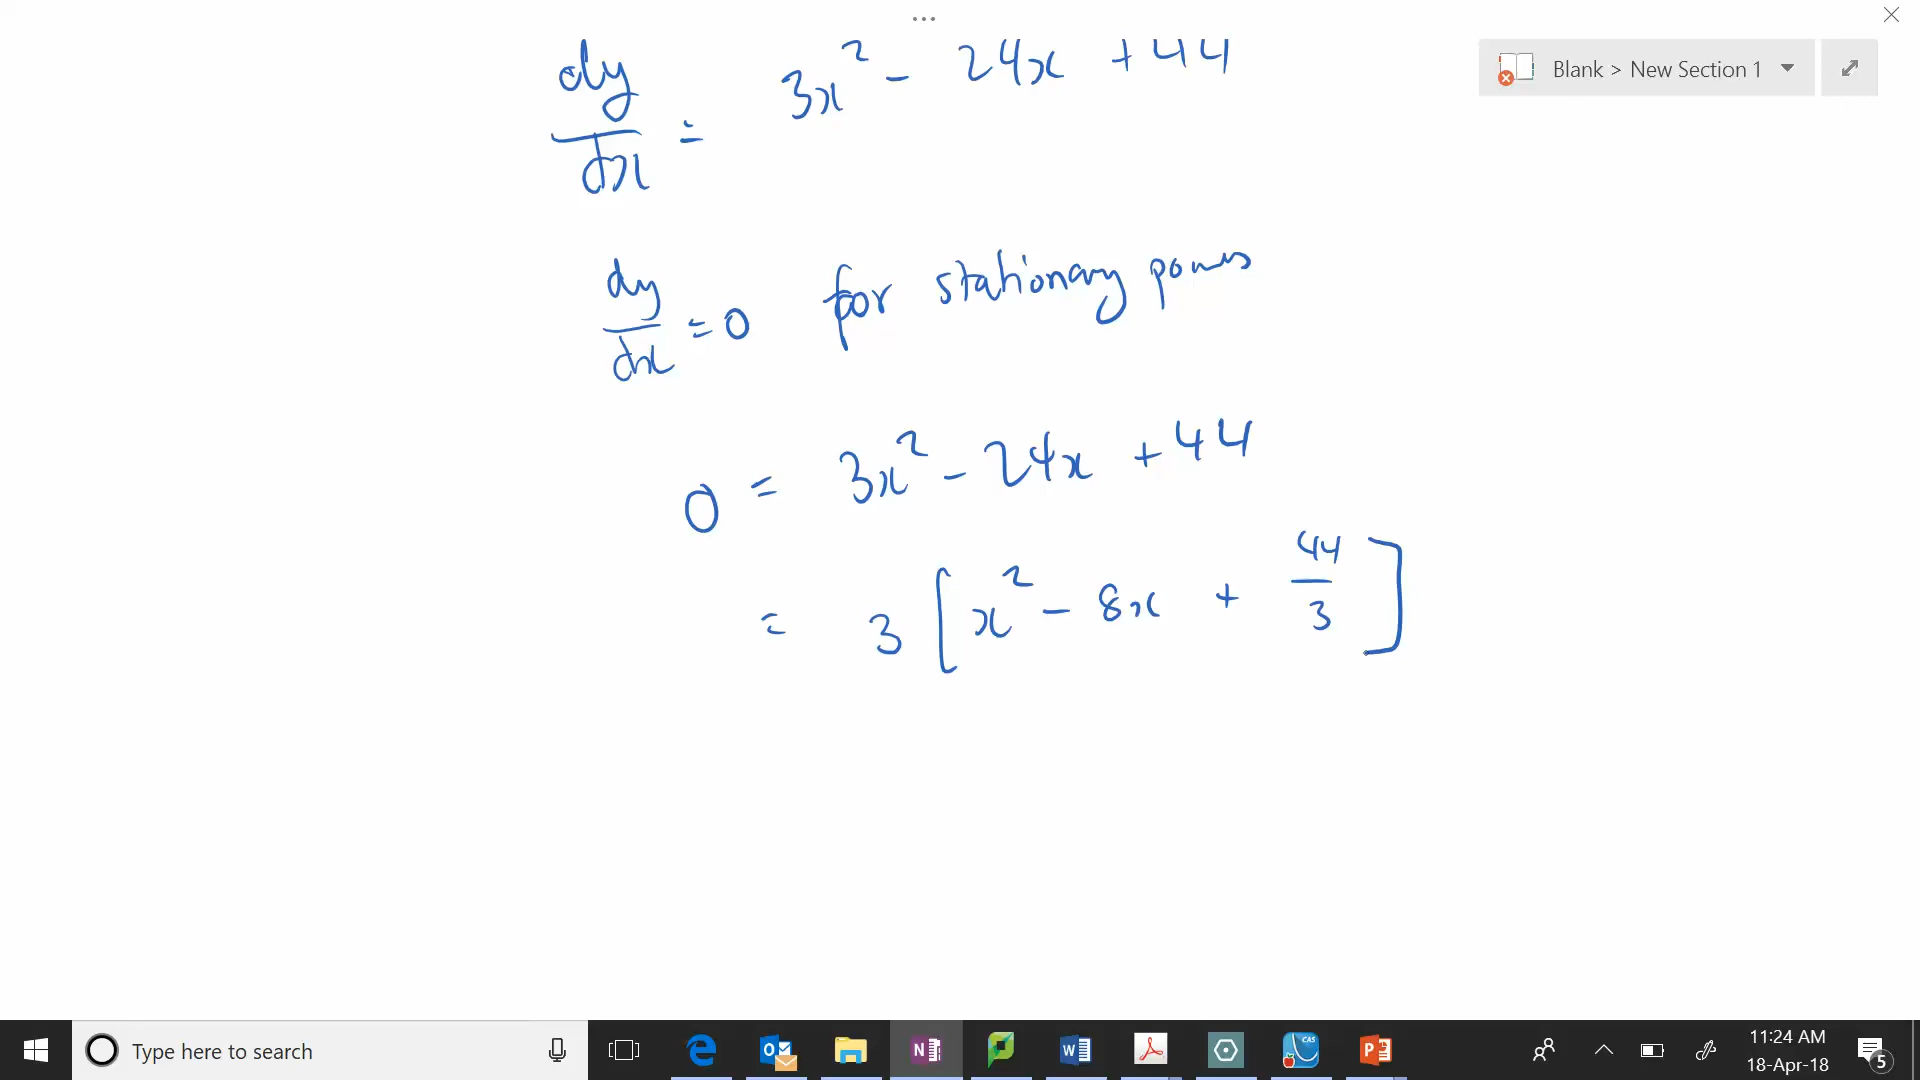 dy/dx = 3x² - 24x + 44
Blank > New Section 1
dy/dx = 0 for stationary points
0 = 3x² - 24x + 44
= 3 [x² - 8x + 44/3]
Type here to search
11:24 AM
18-Apr-18
5